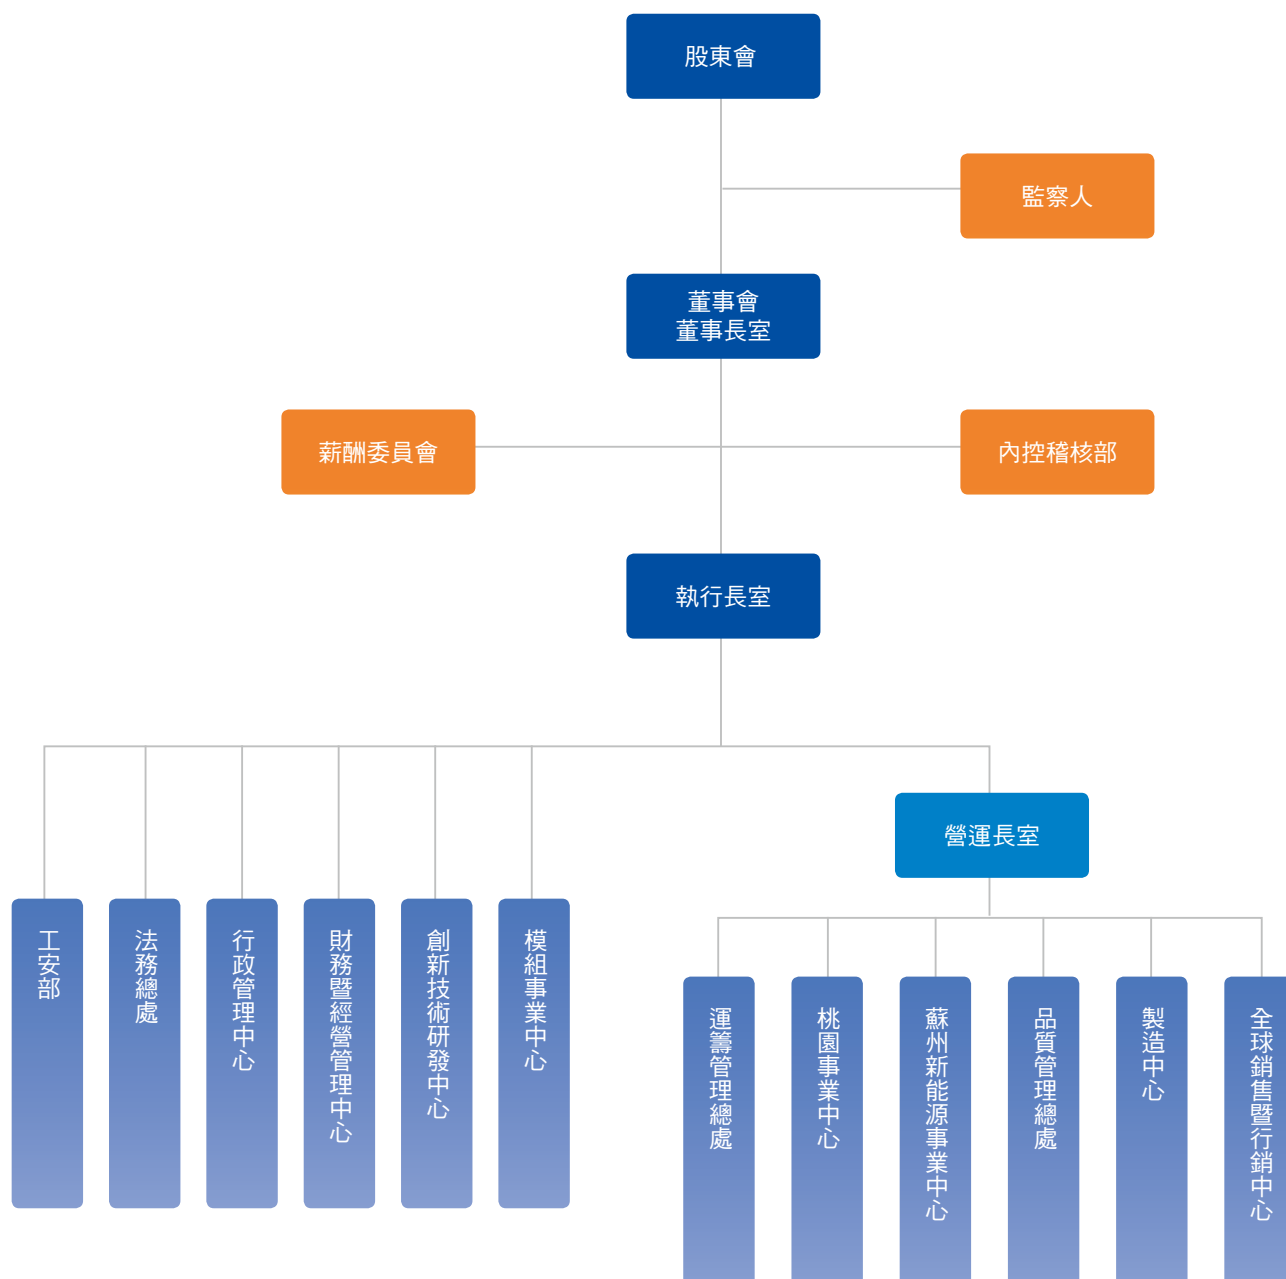 股東會
監察人
董事會
董事長室
薪酬委員會
內控稽核部
執行長室
營運長室
工安部
法務總處
行政管理中心
財務暨經營管理中心
創新技術研發中心
模組事業中心
運籌管理總處
桃園事業中心
蘇州新能源事業中心
品質管理總處
製造中心
全球銷售暨行銷中心